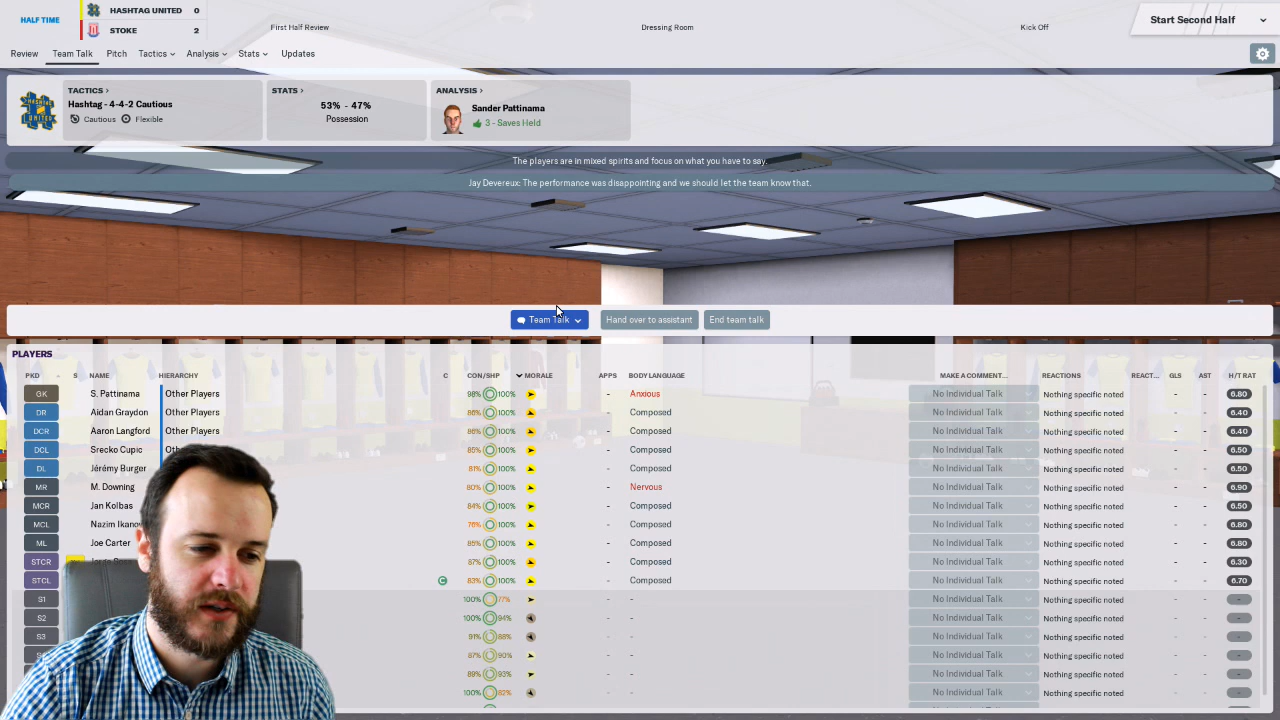 HALF TIME
HASHTAG UNITED 0
STOKE 2
First Half Review
Dressing Room
Kick Off
Start Second Half
Review Team Talk Pitch Tactics Analysis Stats Updates
TACTICS
Hashtag - 4-4-2 Cautious
Cautious Flexible
STATS
53% - 47%
Possession
ANALYSIS
Sander Pattinama
3 - Saves Held
The players are in mixed spirits and focus on what you have to say.
Jay Devereux: The performance was disappointing and we should let the team know that.
Team Talk Hand over to assistant End team talk
PLAYERS
PKD S NAME HIERARCHY C CON/SHP MORALE APPS BODY LANGUAGE MAKE A COMMENT... REACTIONS REACT... GLS AST H/T RAT
GK S. Pattinama Other Players 98% 100% - Anxious No Individual Talk Nothing specific noted - - 6.80
DR Aidan Graydon Other Players 86% 100% - Composed No Individual Talk Nothing specific noted - - 6.40
DCR Aaron Langford Other Players 86% 100% - Composed No Individual Talk Nothing specific noted - - 6.40
DCL Srecko Cupic 85% 100% - Composed No Individual Talk Nothing specific noted - - 6.50
DL Jérémy Burger 81% 100% - Composed No Individual Talk Nothing specific noted - - 6.50
MR M. Downing 80% 100% - Nervous No Individual Talk Nothing specific noted - - 6.90
MCR Jan Kolbas 84% 100% - Composed No Individual Talk Nothing specific noted - - 6.50
MCL Nazim 76% 100% - Composed No Individual Talk Nothing specific noted - - 6.80
ML Joe Carter 85% 100% - Composed No Individual Talk Nothing specific noted - - 6.80
STCR 87% 100% - Composed No Individual Talk Nothing specific noted - - 6.30
STCL C 83% 100% - Composed No Individual Talk Nothing specific noted - - 6.70
S1 100% 77% - - No Individual Talk Nothing specific noted - - -
S2 100% 94% - - No Individual Talk Nothing specific noted - - -
S3 91% 88% - - No Individual Talk Nothing specific noted - - -
87% 90% - - No Individual Talk Nothing specific noted - - -
89% 93% - - No Individual Talk Nothing specific noted - - -
100% 82% - - No Individual Talk Nothing specific noted - - -